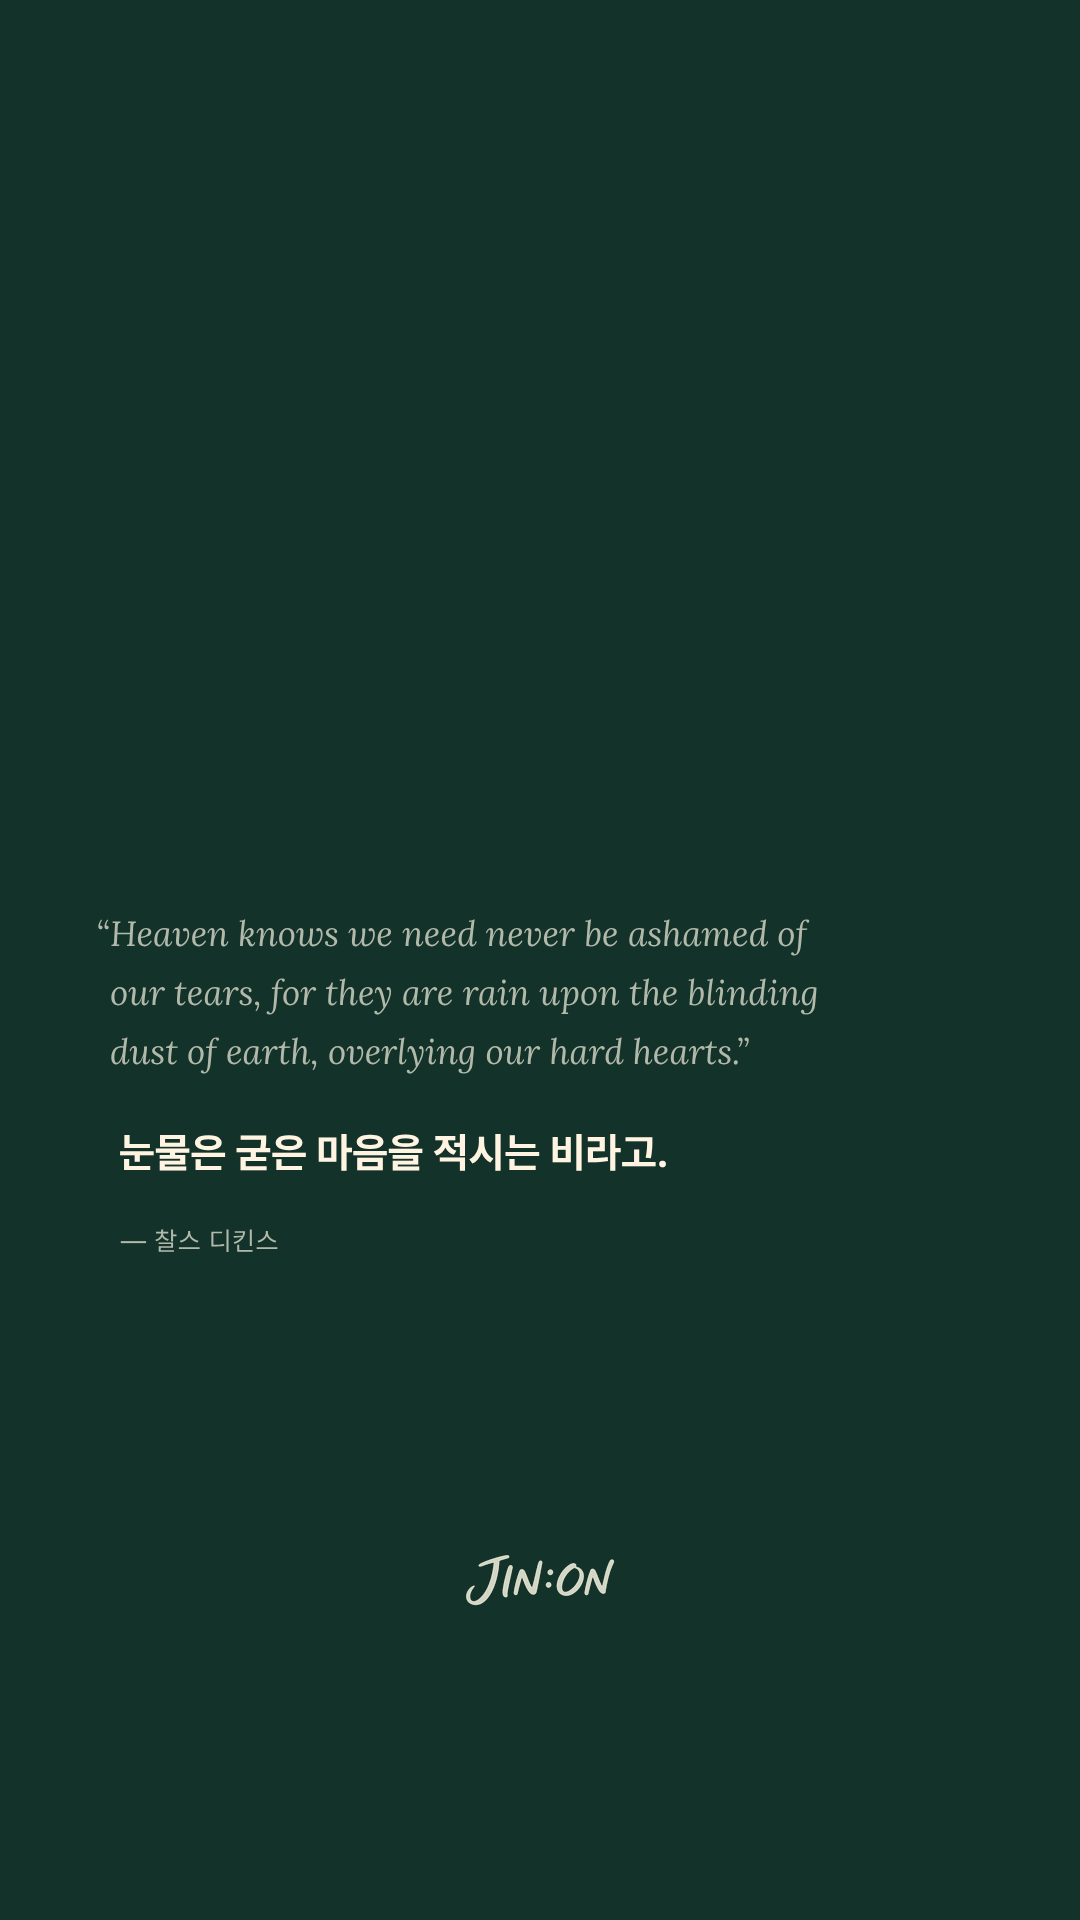 “Heaven knows we need never be ashamed of
our tears, for they are rain upon the blinding
dust of earth, overlying our hard hearts.”
눈물은 굳은 마음을 적시는 비라고.
— 찰스 디킨스
JIN:ON